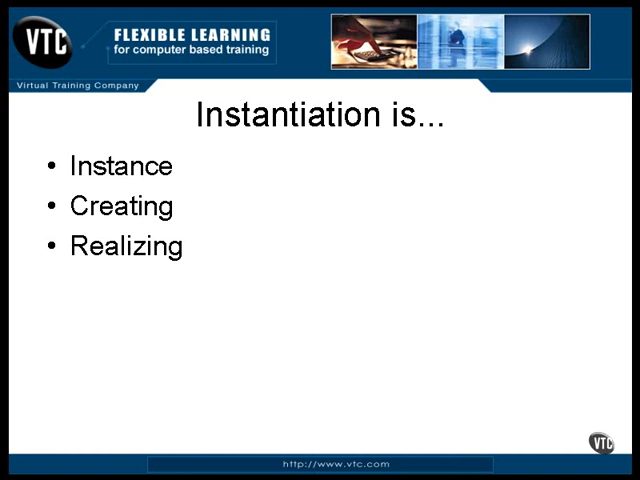 VTC
FLEXIBLE LEARNING
for computer based training
Virtual Training Company
Instantiation is...
• Instance
• Creating
• Realizing
VTC
http://www.vtc.com